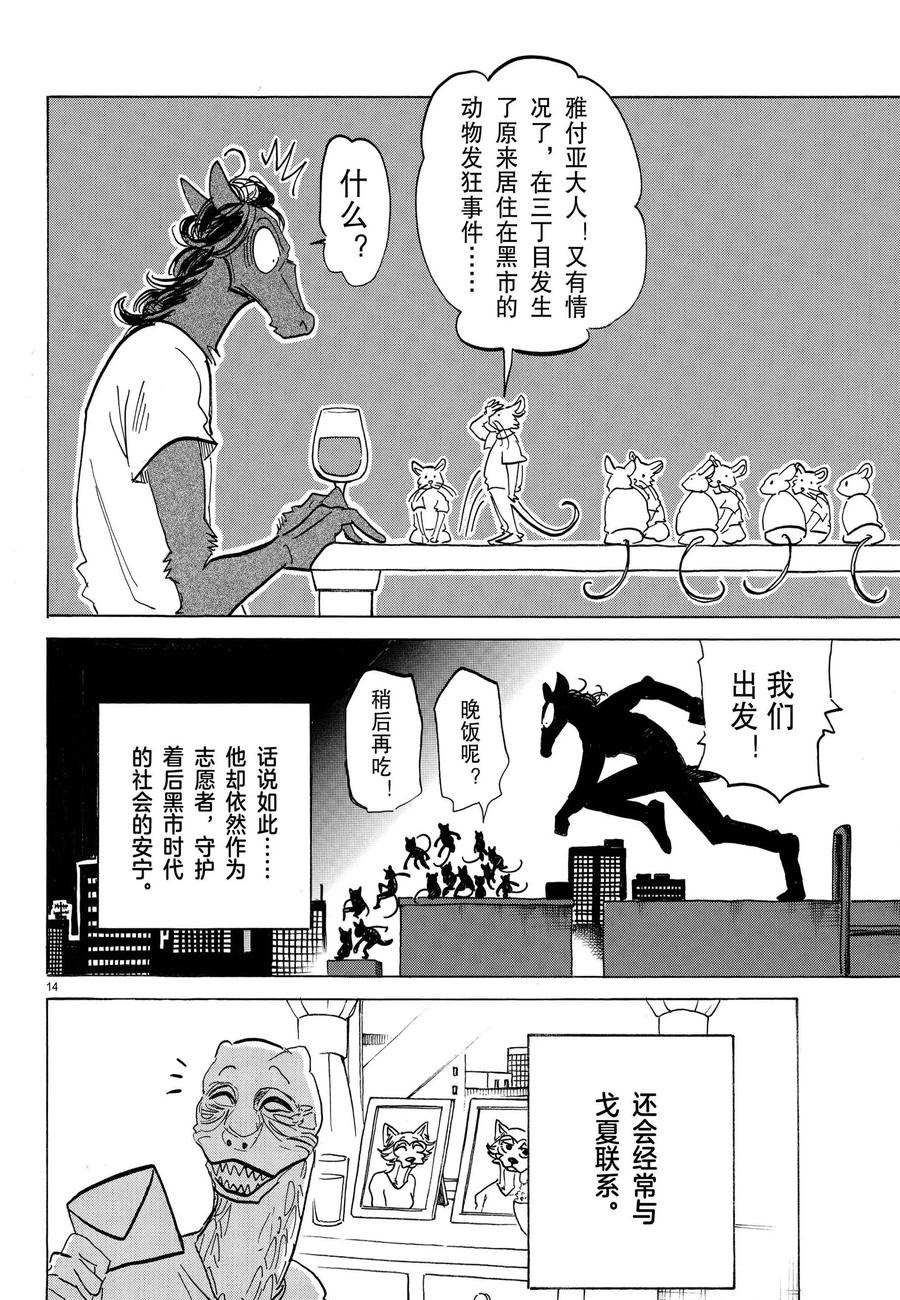 雅付亚大人！又有情
况了，在三丁目发生
了原来居住在黑市的
动物发狂事件……
什么？
我们
出发！
晚饭呢？
稍后再吃！
话说如此……
他却依然作为
志愿者，守护
着后黑市时代
的社会的安宁。
14
还会经常与
戈夏联系。